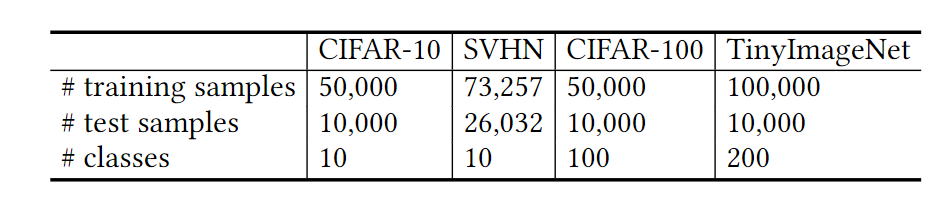 CIFAR-10 SVHN CIFAR-100 TinyImageNet
# training samples 50,000 73,257 50,000 100,000
# test samples 10,000 26,032 10,000 10,000
# classes 10 10 100 200